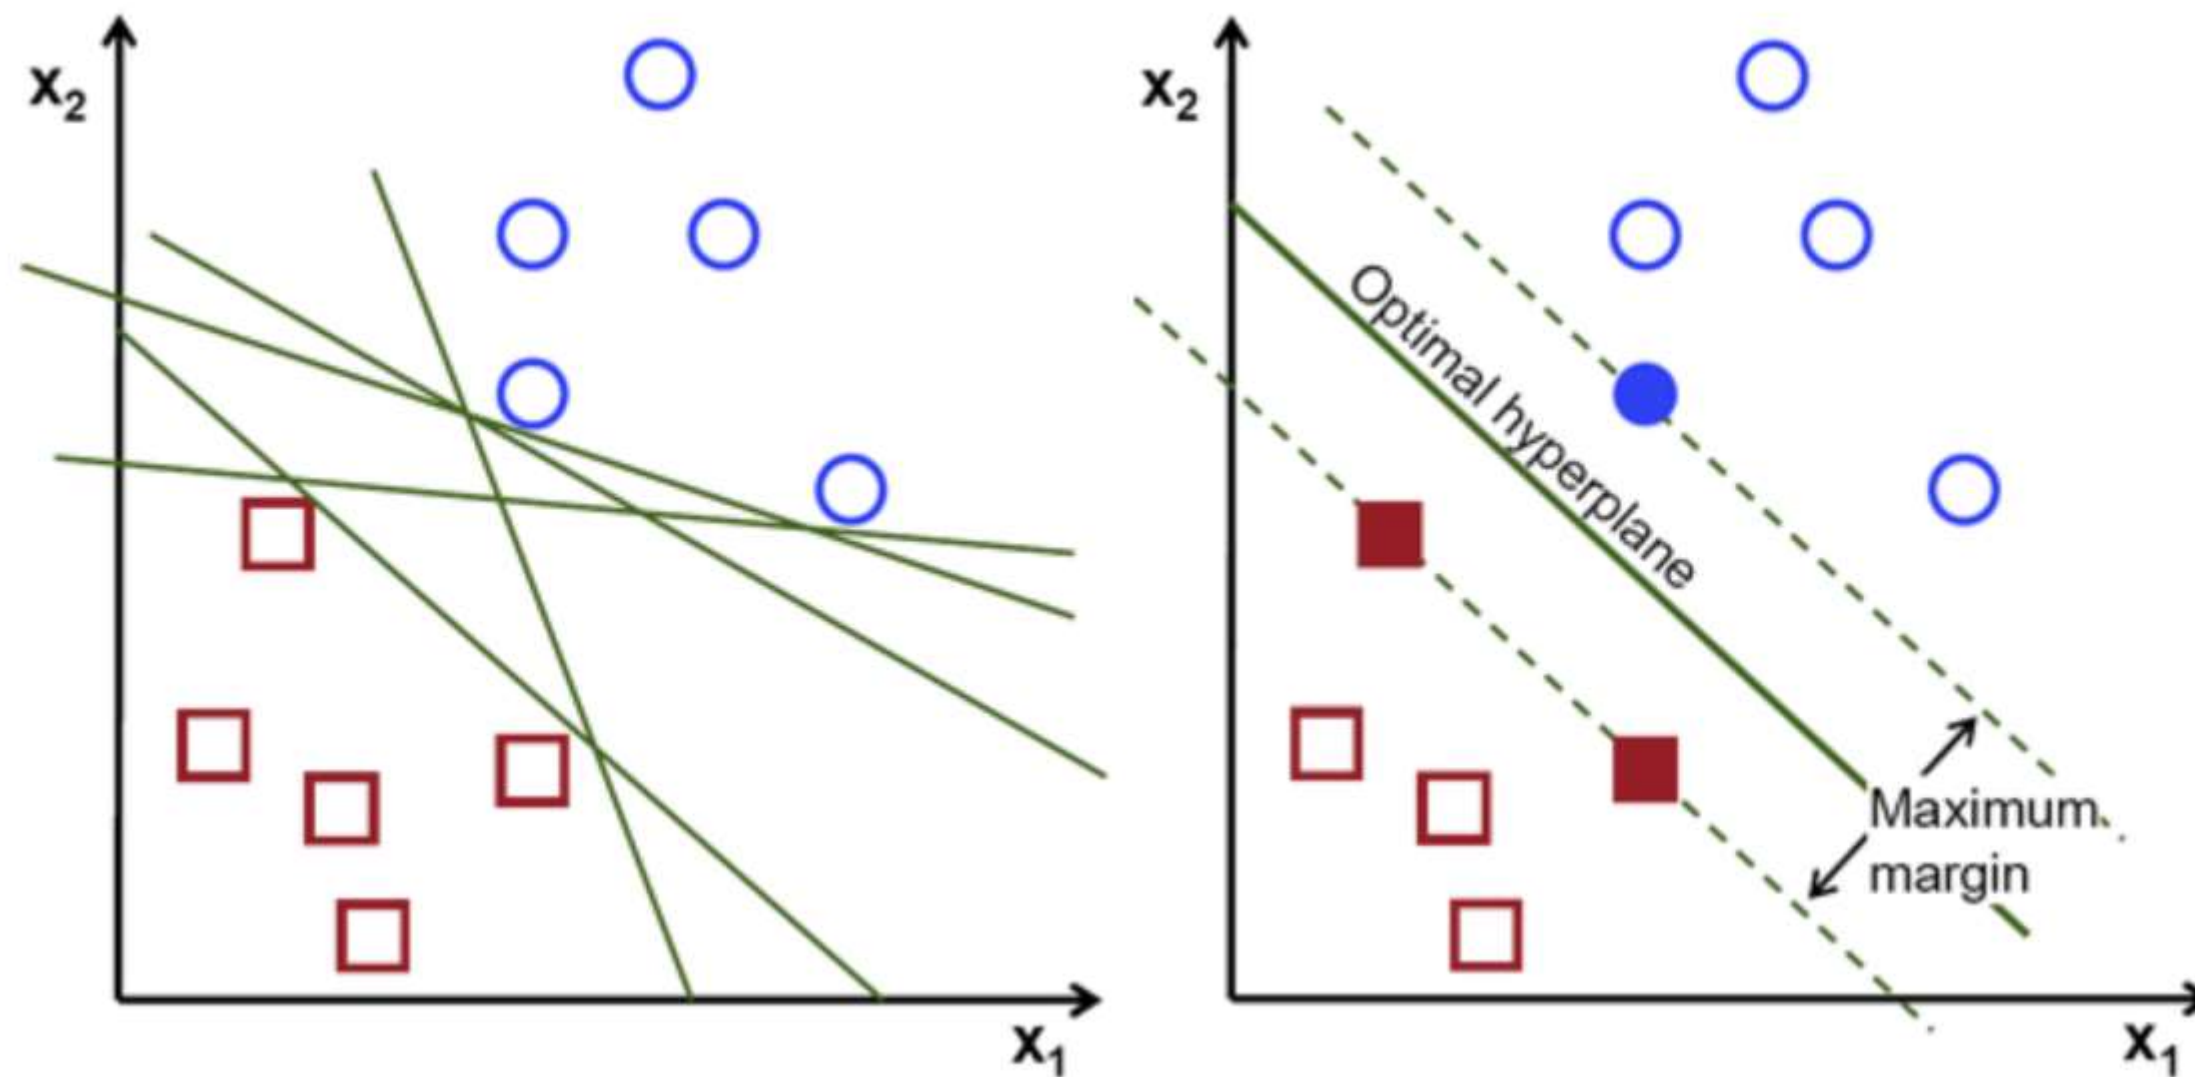 x₂
x₁
x₂
Optimal hyperplane
Maximum
margin
x₁